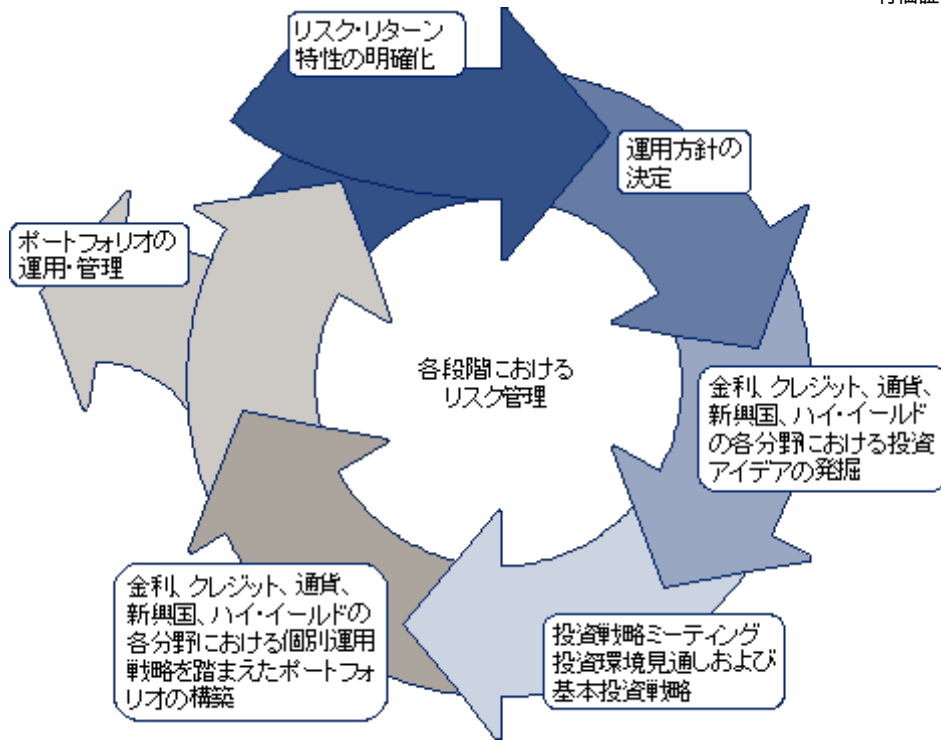 リスク・リターン
特性の明確化
運用方針の
決定
ポートフォリオの
運用・管理
各段階における
リスク管理
金利、クレジット、通貨、
新興国、ハイ・イールド
の各分野における投資
アイデアの発掘
投資戦略ミーティング
投資環境見通しおよび
基本投資戦略
金利、クレジット、通貨、
新興国、ハイ・イールドの
各分野における個別運用
戦略を踏まえたポートフォ
リオの構築